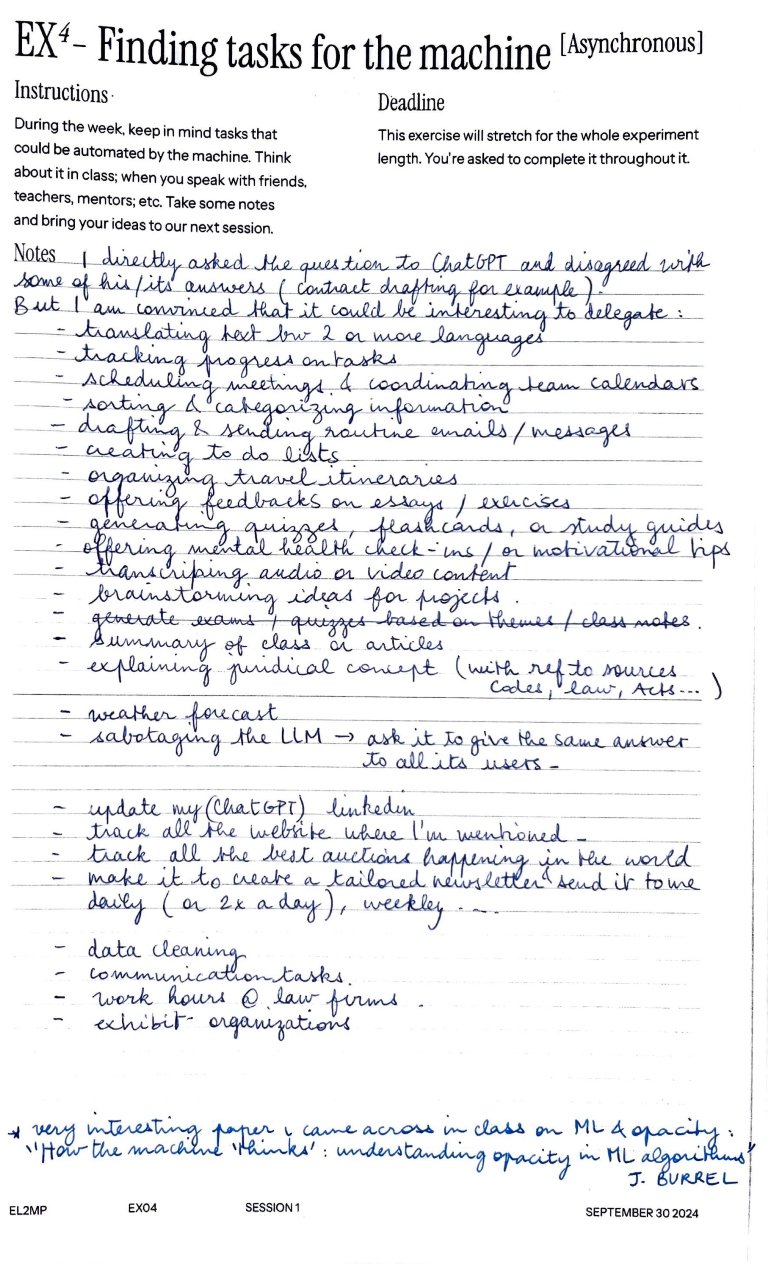 EX⁴- Finding tasks for the machine [Asynchronous]
Instructions
During the week, keep in mind tasks that
could be automated by the machine. Think
about it in class; when you speak with friends,
teachers, mentors; etc. Take some notes
and bring your ideas to our next session.
Deadline
This exercise will stretch for the whole experiment
length. You're asked to complete it throughout it.
Notes I directly asked the question to ChatGPT and disagreed with
some of his/its answers (contract drafting for example).
But I am convinced that it could be interesting to delegate :
- translating text bw 2 or more languages
- tracking progress on tasks
- scheduling meetings & coordinating team calendars
- sorting & categorizing information
- drafting & sending routine emails / messages
- creating to do lists
- organizing travel itineraries
- offering feedbacks on essays / exercises
- generating quizzes, flashcards, or study guides
- offering mental health check-ins / or motivational tips
- transcriping audio or video content
- brainstorming ideas for projects.
- generate exams / quizzes based on themes / class notes.
- summary of class or articles
- explaining juridical concept (with ref to sources
Codes, law, Acts...)
- weather forecast
- sabotaging the LLM → ask it to give the same answer
to all its users -
- update my (ChatGPT) linkedin
- track all the website where I'm mentioned -
- track all the best auctions happening in the world
- make it to create a tailored newsletter & send it to me
daily (or 2x a day), weekley ....
- data cleaning
- communication tasks.
- work hours @ law firms.
- exhibit- organizations
* very interesting paper i came across in class on ML & opacity :
"How the machine 'thinks' : understanding opacity in ML algorithms"
J. BURREL
EL2MP EX04 SESSION 1 SEPTEMBER 30 2024